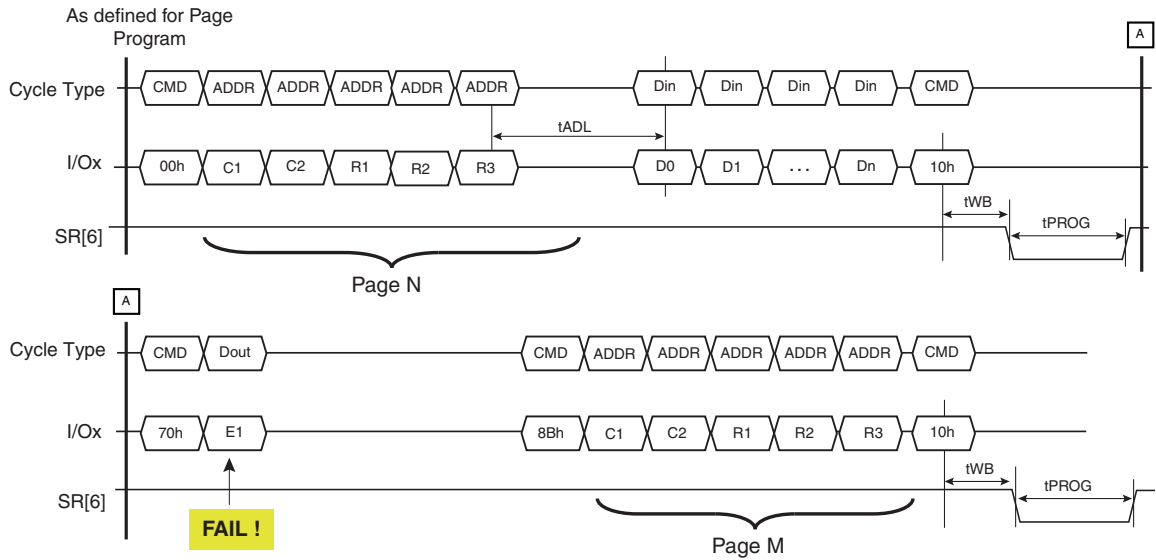 As defined for Page
Program
A
Cycle Type
CMD ADDR ADDR ADDR ADDR ADDR Din Din Din Din CMD
tADL
I/Ox
00h C1 C2 R1 R2 R3 D0 D1 ... Dn 10h
tWB
tPROG
SR[6]
Page N
A
Cycle Type
CMD Dout CMD ADDR ADDR ADDR ADDR ADDR CMD
I/Ox
70h E1 8Bh C1 C2 R1 R2 R3 10h
tWB
tPROG
SR[6]
FAIL !
Page M